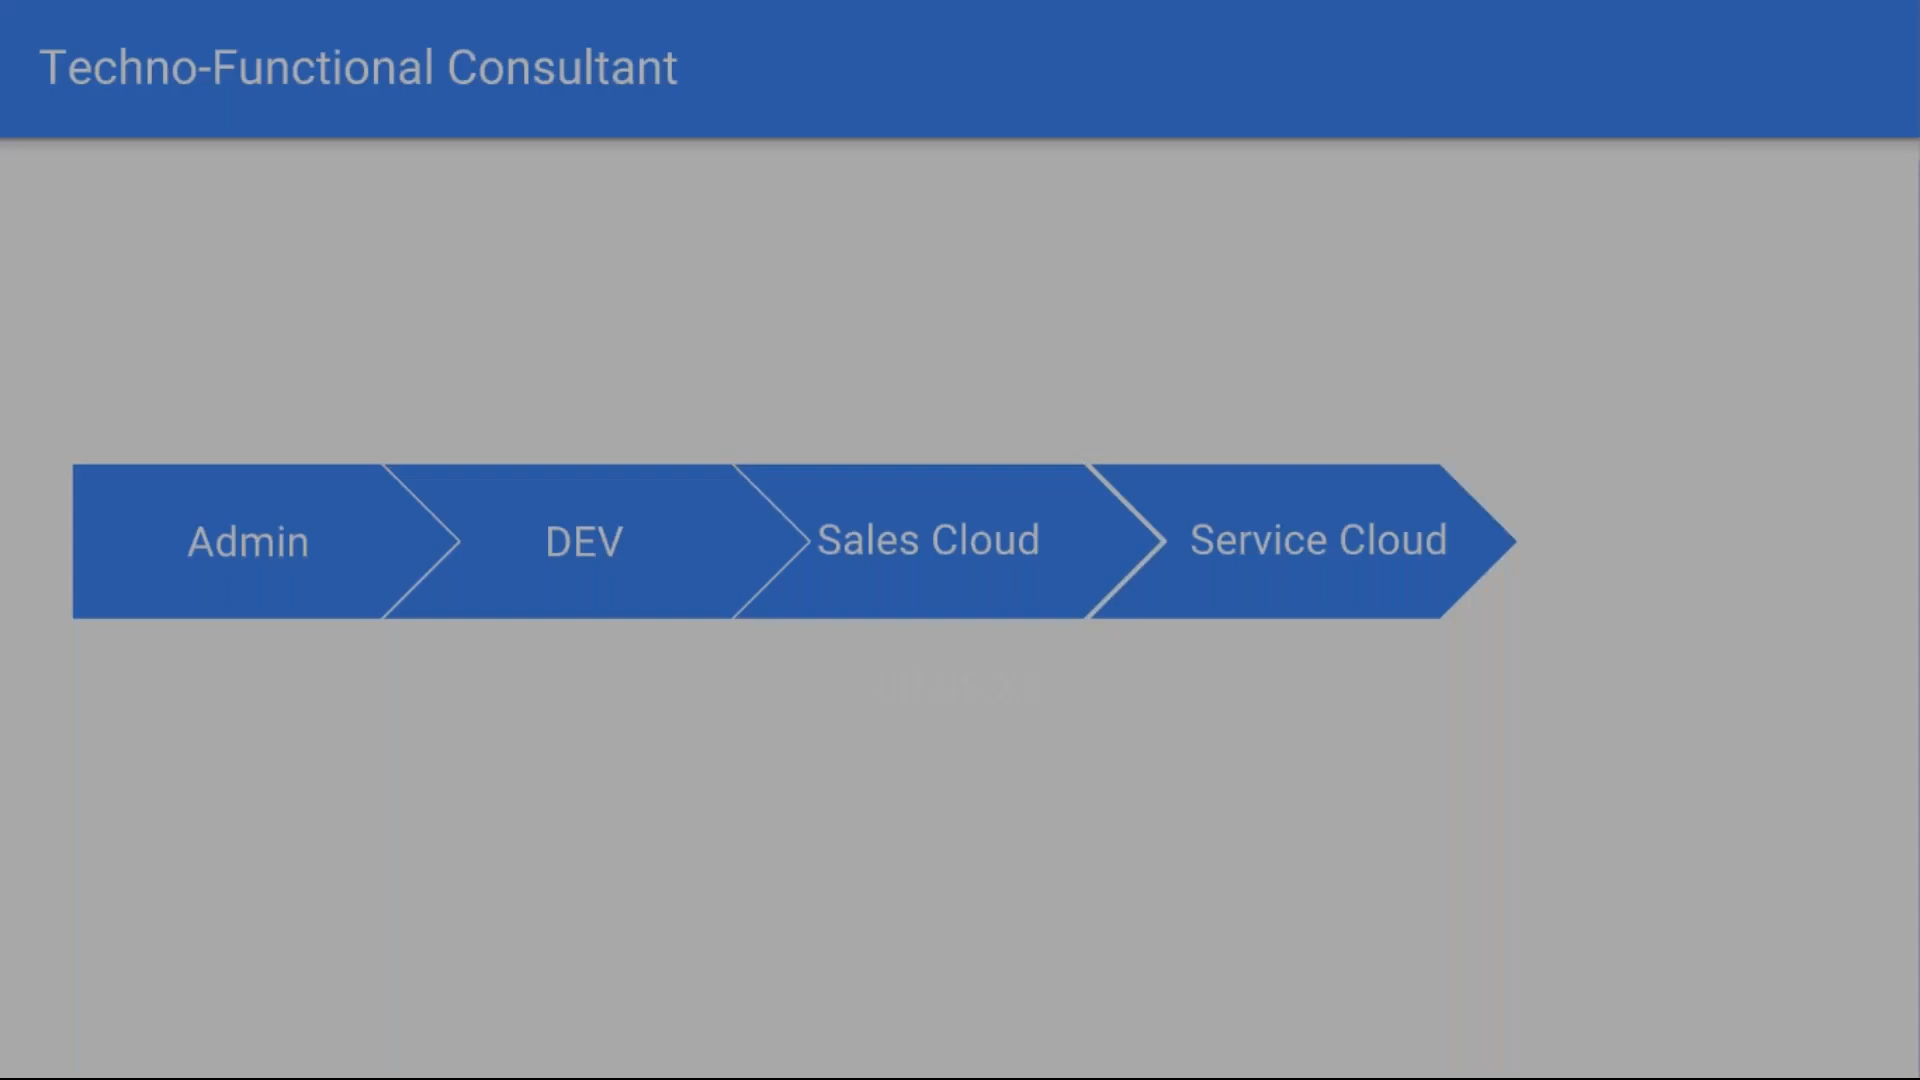 Techno-Functional Consultant
Admin
DEV
Sales Cloud
Service Cloud